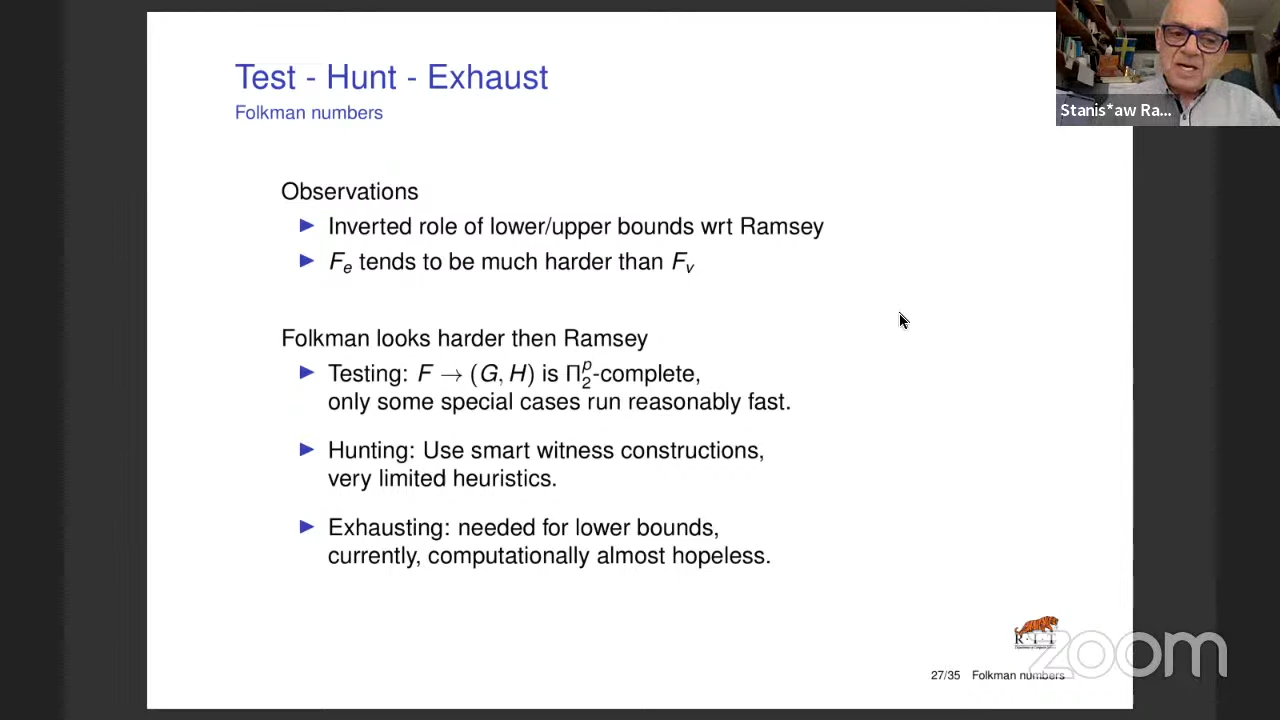 Test - Hunt - Exhaust
Folkman numbers
Stanis*aw Ra...
Observations
Inverted role of lower/upper bounds wrt Ramsey
Fₑ tends to be much harder than Fᵥ
Folkman looks harder then Ramsey
Testing: F → (G, H) is Π₂ᵖ-complete,
only some special cases run reasonably fast.
Hunting: Use smart witness constructions,
very limited heuristics.
Exhausting: needed for lower bounds,
currently, computationally almost hopeless.
R·I·T
zoom
27/35 Folkman numbers